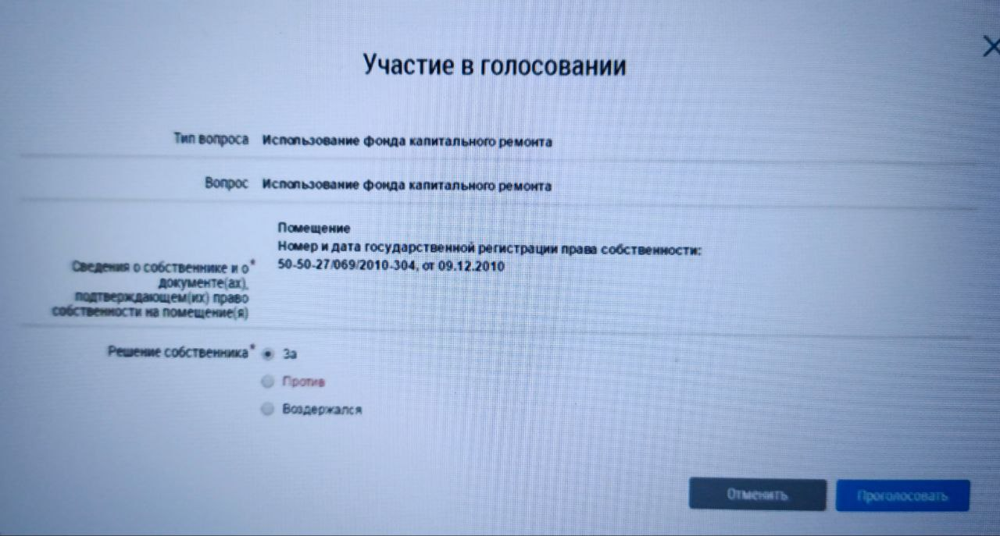 Участие в голосовании
Тип вопроса Использование фонда капитального ремонта
Вопрос Использование фонда капитального ремонта
Помещение
Номер и дата государственной регистрации права собственности:
50-50-27/069/2010-304, от 09.12.2010
Сведения о собственнике и о*
документе(ах),
подтверждающем(их) право
собственности на помещение(я)
Решение собственника* За
Против
Воздержался
Отменить Проголосовать